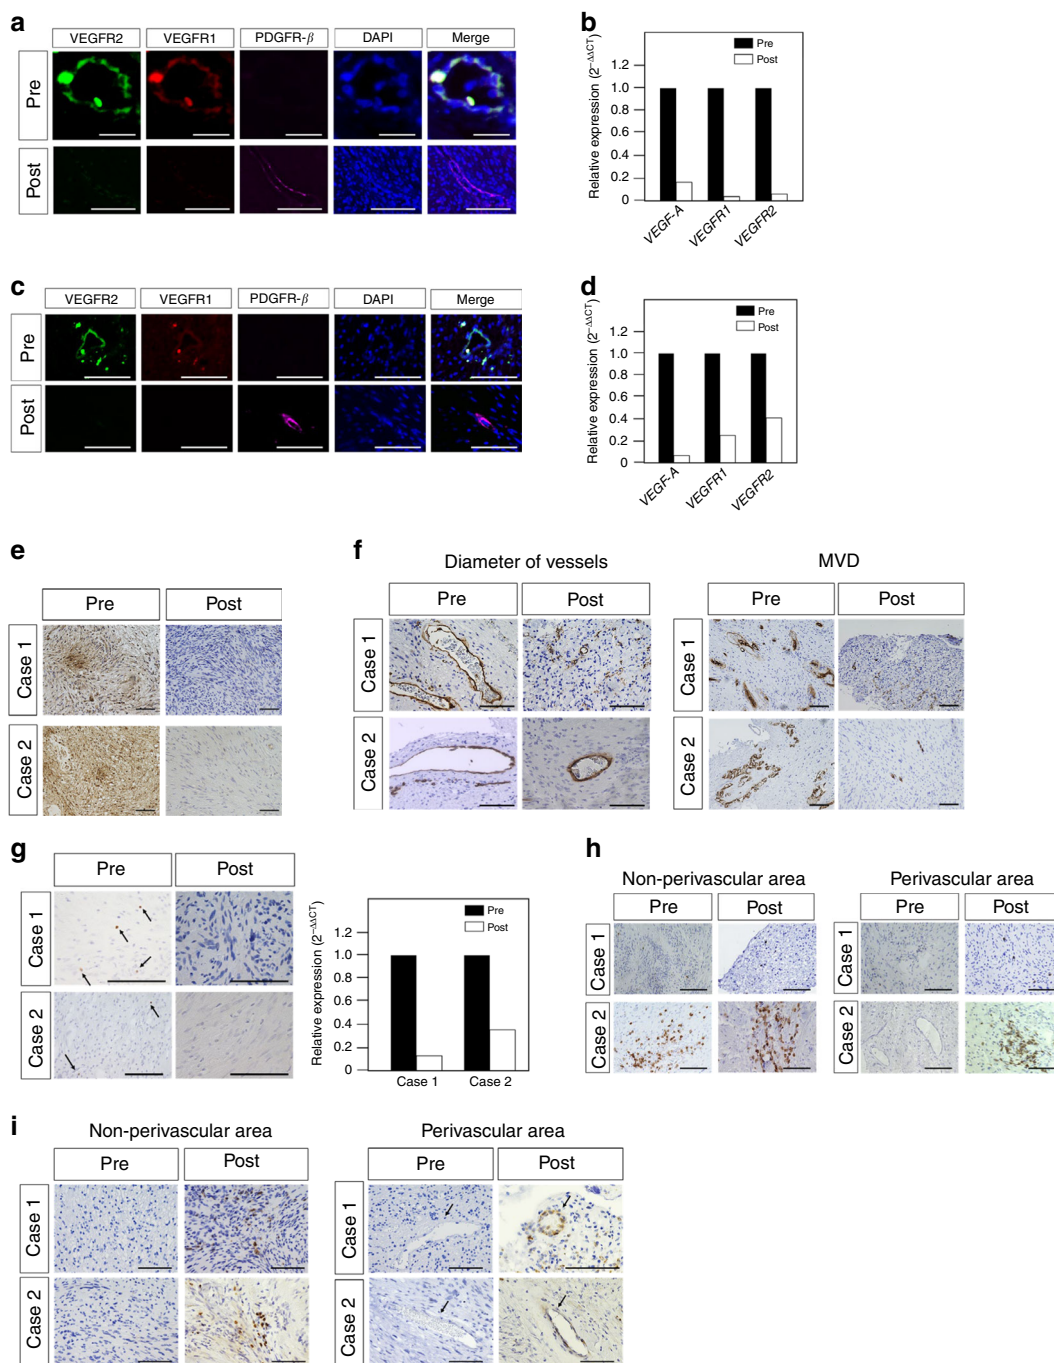 a
VEGFR2 VEGFR1 PDGFR-β DAPI Merge
Pre
Post
b
Relative expression (2−ΔΔCT)
Pre
Post
1.2
1.0
0.8
0.6
0.4
0.2
0
VEGF-A VEGFR1 VEGFR2
c
VEGFR2 VEGFR1 PDGFR-β DAPI Merge
Pre
Post
d
Relative expression (2−ΔΔCT)
Pre
Post
1.2
1.0
0.8
0.6
0.4
0.2
0
VEGF-A VEGFR1 VEGFR2
e
Pre Post
Case 1
Case 2
f
Diameter of vessels MVD
Pre Post Pre Post
Case 1 Case 1
Case 2 Case 2
g
Pre Post
Case 1
Case 2
Relative expression (2−ΔΔCT)
Pre
Post
1.2
1.0
0.8
0.6
0.4
0.2
0
Case 1 Case 2
h
Non-perivascular area Perivascular area
Pre Post Pre Post
Case 1 Case 1
Case 2 Case 2
i
Non-perivascular area Perivascular area
Pre Post Pre Post
Case 1 Case 1
Case 2 Case 2